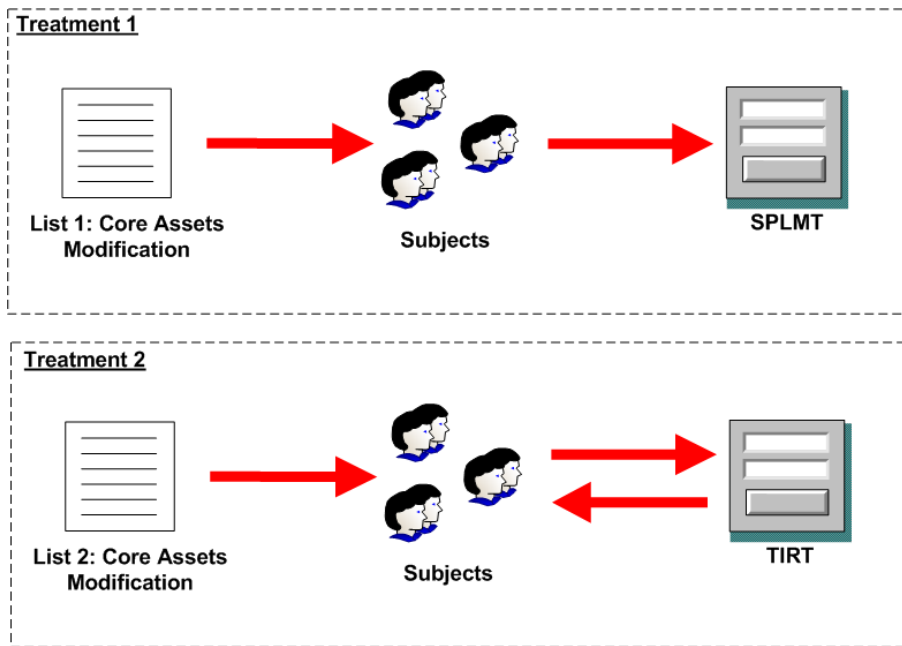 Treatment 1
List 1: Core Assets
Modification
Subjects
SPLMT
Treatment 2
List 2: Core Assets
Modification
Subjects
TIRT